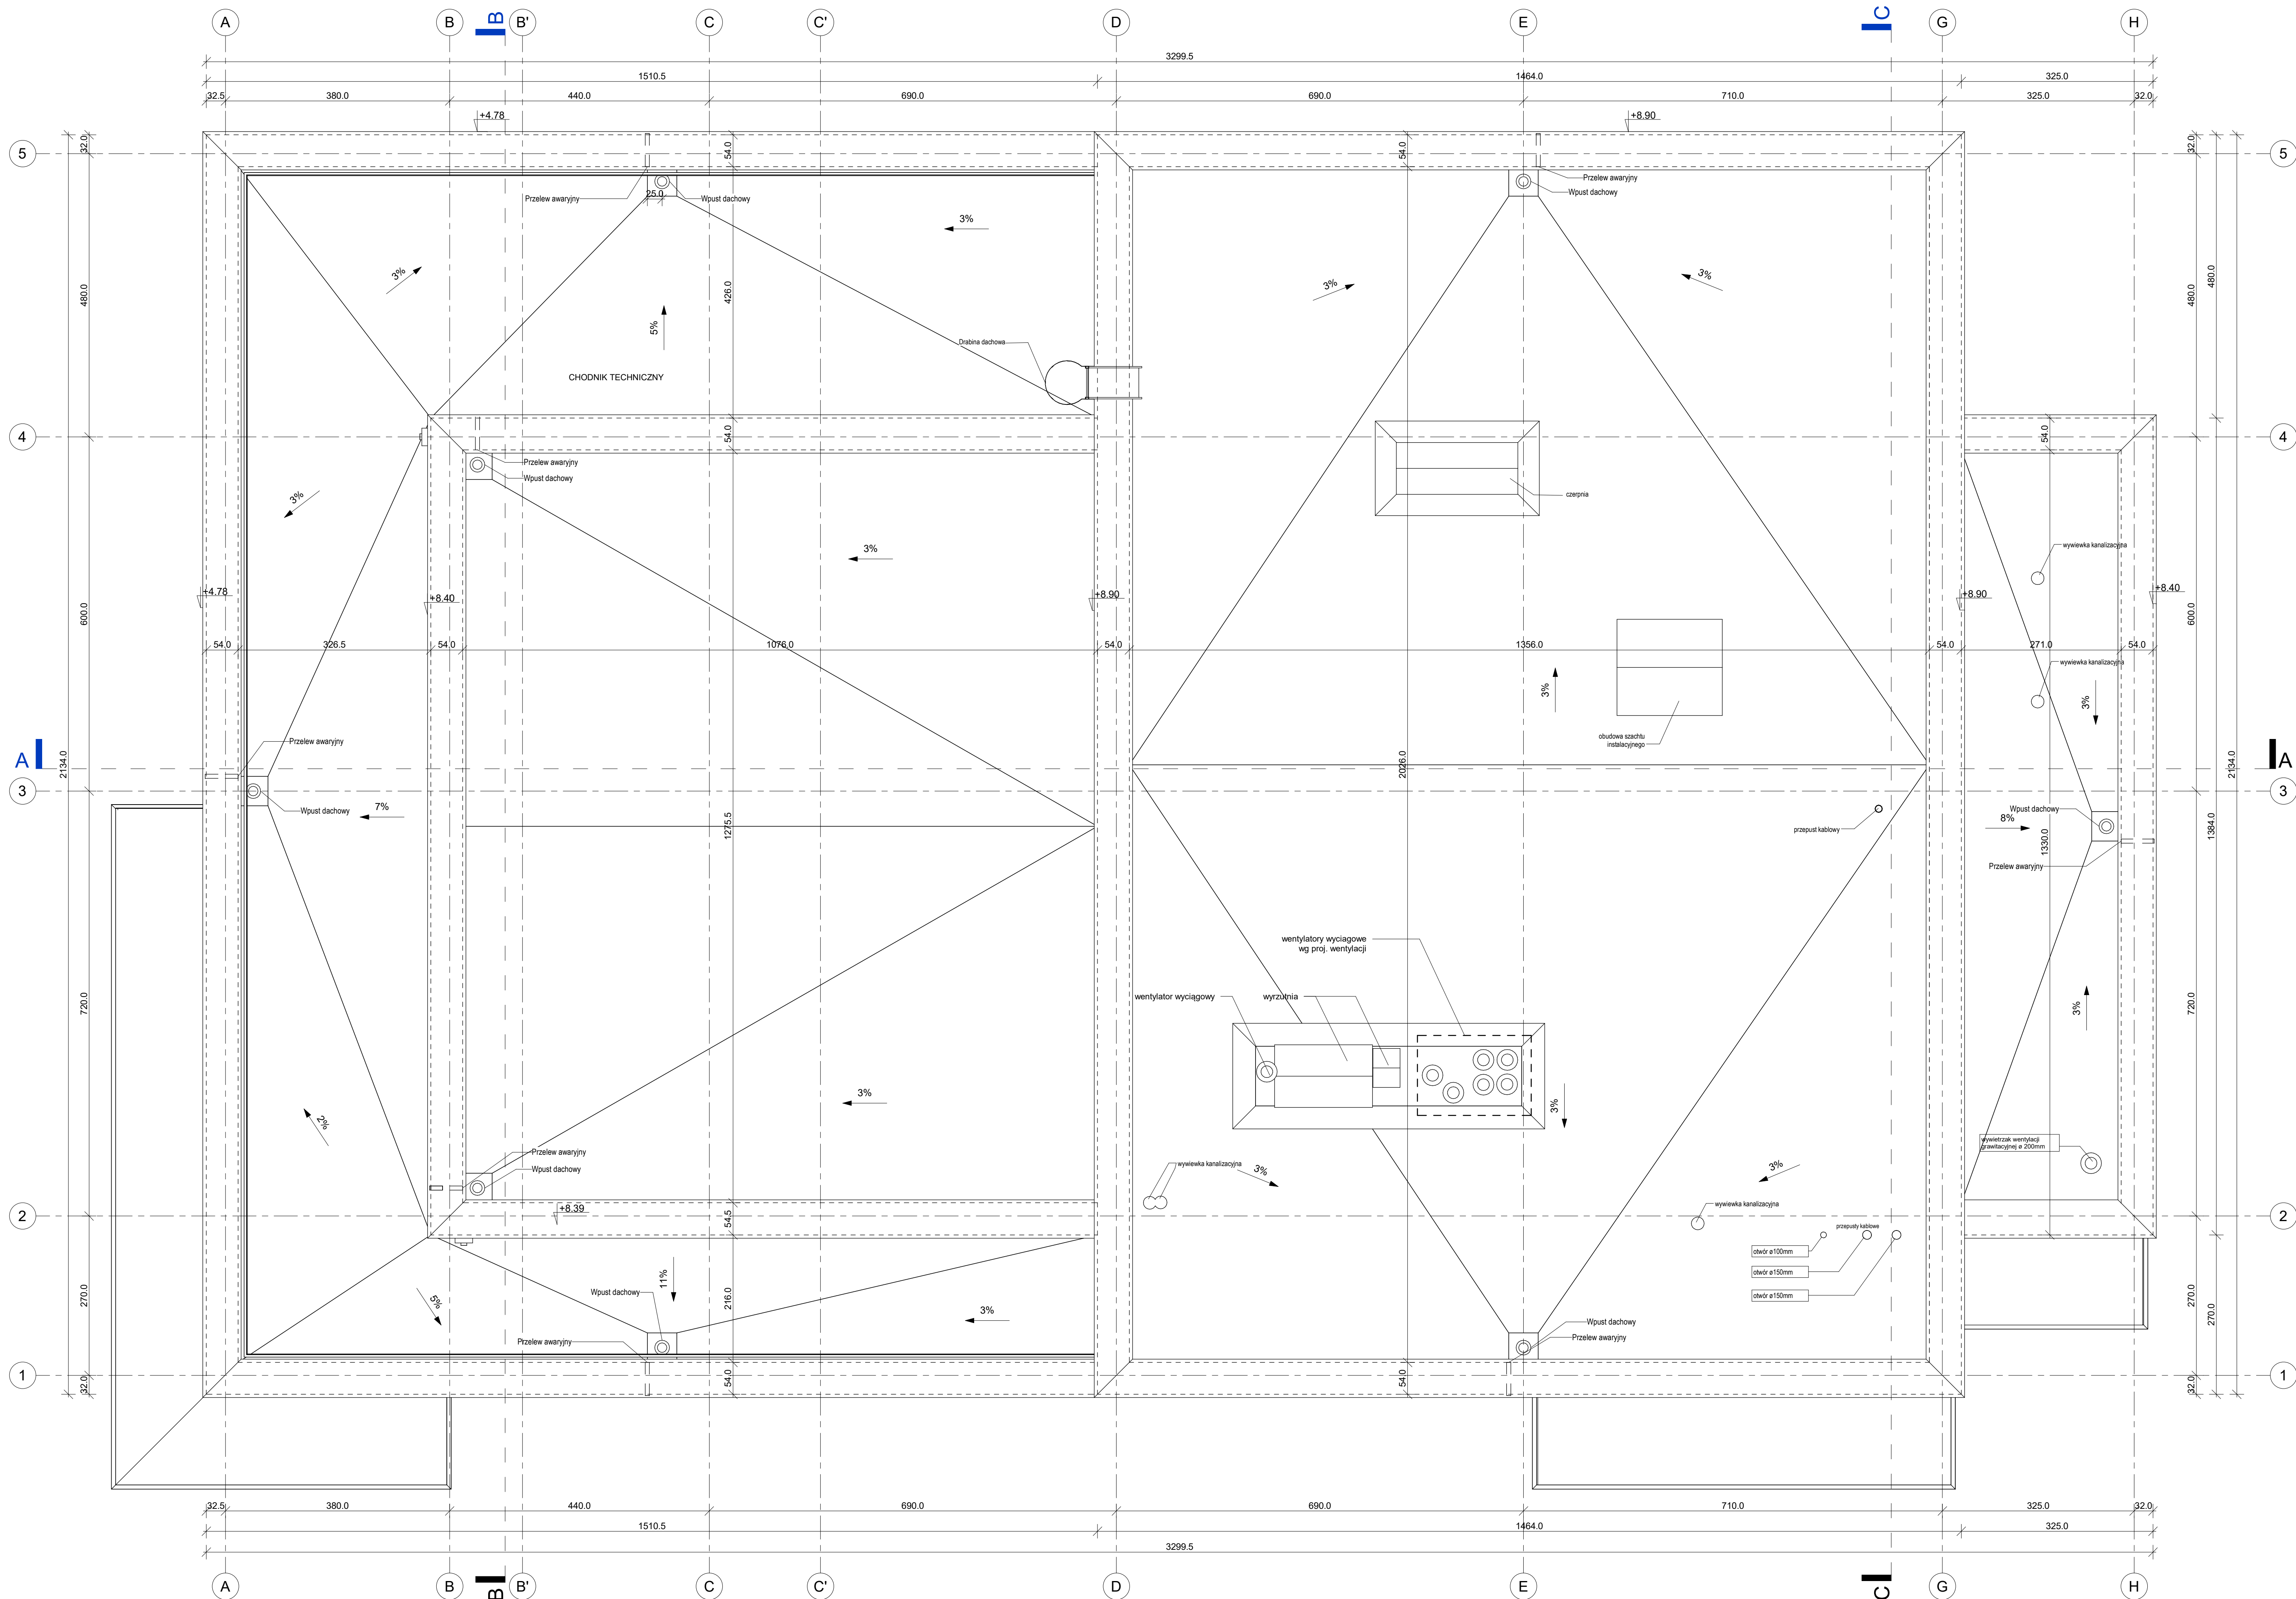 A
B
B
B'
C
C'
D
E
C
G
H
3299.5
1510.5
1464.0
325.0
32.5
380.0
440.0
690.0
690.0
710.0
325.0
32.0
+4.78
+8.90
5
32.0
54.0
54.0
32.0
5
Przelew awaryjny
25.0
Wpust dachowy
Przelew awaryjny
Wpust dachowy
3%
3%
3%
3%
480.0
426.0
480.0
480.0
5%
Drabina dachowa
CHODNIK TECHNICZNY
4
54.0
54.0
4
Przelew awaryjny
Wpust dachowy
3%
czerpnia
3%
wywiewka kanalizacyjna
+4.78
+8.40
+8.90
+8.90
+8.40
600.0
600.0
54.0
326.5
54.0
1076.0
54.0
1356.0
54.0
271.0
54.0
wywiewka kanalizacyjna
3%
3%
obudowa szachtu
instalacyjnego
Przelew awaryjny
A
2134.0
2026.0
2134.0
A
3
3
Wpust dachowy
7%
1275.5
przepust kablowy
Wpust dachowy
8%
1330.0
1384.0
Przelew awaryjny
wentylatory wyciagowe
wg proj. wentylacji
wentylator wyciągowy
wyrzutnia
720.0
720.0
3%
3%
3%
2%
wywietrzak wentylacji
grawitacyjnej ø 200mm
Przelew awaryjny
Wpust dachowy
wywiewka kanalizacyjna
3%
3%
2
+8.39
54.5
wywiewka kanalizacyjna
przepusty kablowe
2
otwór ø100mm
otwór ø150mm
otwór ø150mm
270.0
5%
11%
216.0
Wpust dachowy
3%
270.0
270.0
Przelew awaryjny
Wpust dachowy
Przelew awaryjny
1
32.0
54.0
54.0
32.0
1
32.5
380.0
440.0
690.0
690.0
710.0
325.0
32.0
1510.5
1464.0
325.0
3299.5
A
B
B
B'
C
C'
D
E
C
G
H